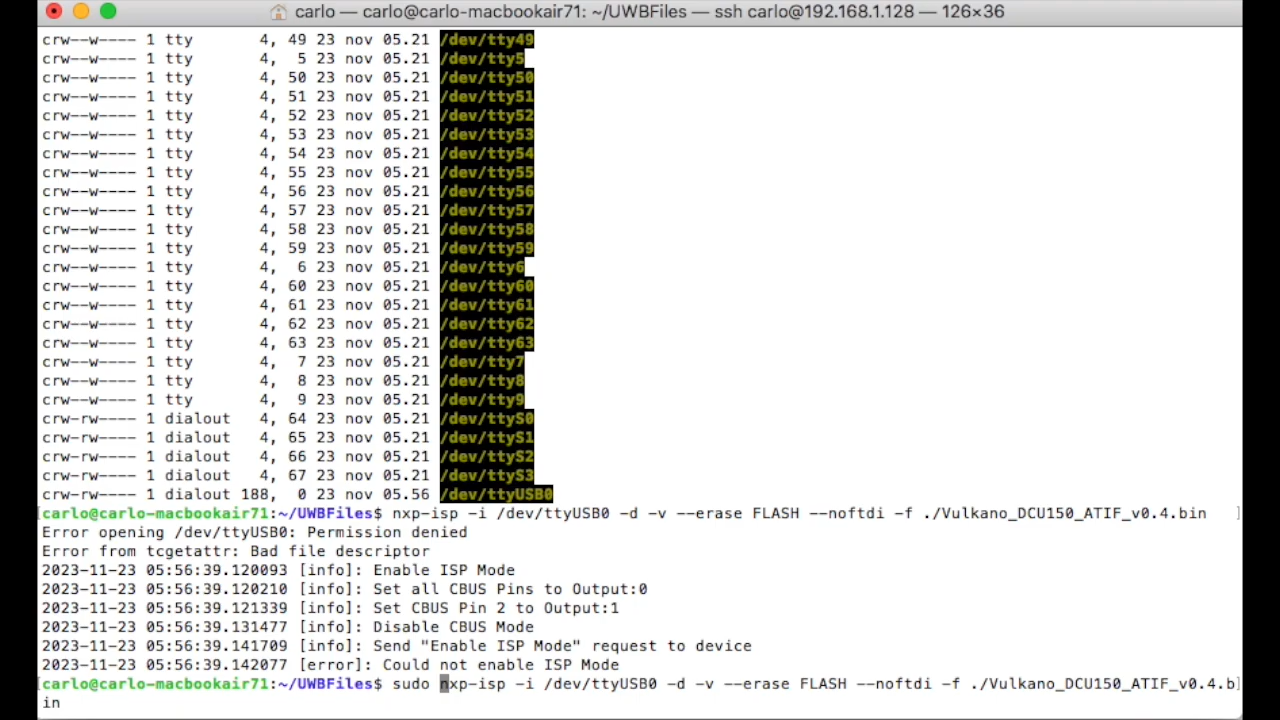 carlo — carlo@carlo-macbookair71: ~/UWBFiles — ssh carlo@192.168.1.128 — 126×36
crw--w---- 1 tty       4, 49 23 nov 05.21 /dev/tty49
crw--w---- 1 tty       4,  5 23 nov 05.21 /dev/tty5
crw--w---- 1 tty       4, 50 23 nov 05.21 /dev/tty50
crw--w---- 1 tty       4, 51 23 nov 05.21 /dev/tty51
crw--w---- 1 tty       4, 52 23 nov 05.21 /dev/tty52
crw--w---- 1 tty       4, 53 23 nov 05.21 /dev/tty53
crw--w---- 1 tty       4, 54 23 nov 05.21 /dev/tty54
crw--w---- 1 tty       4, 55 23 nov 05.21 /dev/tty55
crw--w---- 1 tty       4, 56 23 nov 05.21 /dev/tty56
crw--w---- 1 tty       4, 57 23 nov 05.21 /dev/tty57
crw--w---- 1 tty       4, 58 23 nov 05.21 /dev/tty58
crw--w---- 1 tty       4, 59 23 nov 05.21 /dev/tty59
crw--w---- 1 tty       4,  6 23 nov 05.21 /dev/tty6
crw--w---- 1 tty       4, 60 23 nov 05.21 /dev/tty60
crw--w---- 1 tty       4, 61 23 nov 05.21 /dev/tty61
crw--w---- 1 tty       4, 62 23 nov 05.21 /dev/tty62
crw--w---- 1 tty       4, 63 23 nov 05.21 /dev/tty63
crw--w---- 1 tty       4,  7 23 nov 05.21 /dev/tty7
crw--w---- 1 tty       4,  8 23 nov 05.21 /dev/tty8
crw--w---- 1 tty       4,  9 23 nov 05.21 /dev/tty9
crw-rw---- 1 dialout   4, 64 23 nov 05.21 /dev/ttyS0
crw-rw---- 1 dialout   4, 65 23 nov 05.21 /dev/ttyS1
crw-rw---- 1 dialout   4, 66 23 nov 05.21 /dev/ttyS2
crw-rw---- 1 dialout   4, 67 23 nov 05.21 /dev/ttyS3
crw-rw---- 1 dialout 188,  0 23 nov 05.56 /dev/ttyUSB0
[carlo@carlo-macbookair71:~/UWBFiles$ nxp-isp -i /dev/ttyUSB0 -d -v --erase FLASH --noftdi -f ./Vulkano_DCU150_ATIF_v0.4.bin ]
Error opening /dev/ttyUSB0: Permission denied
Error from tcgetattr: Bad file descriptor
2023-11-23 05:56:39.120093 [info]: Enable ISP Mode
2023-11-23 05:56:39.120210 [info]: Set all CBUS Pins to Output:0
2023-11-23 05:56:39.121339 [info]: Set CBUS Pin 2 to Output:1
2023-11-23 05:56:39.131477 [info]: Disable CBUS Mode
2023-11-23 05:56:39.141709 [info]: Send "Enable ISP Mode" request to device
2023-11-23 05:56:39.142077 [error]: Could not enable ISP Mode
[carlo@carlo-macbookair71:~/UWBFiles$ sudo nxp-isp -i /dev/ttyUSB0 -d -v --erase FLASH --noftdi -f ./Vulkano_DCU150_ATIF_v0.4.b]
in